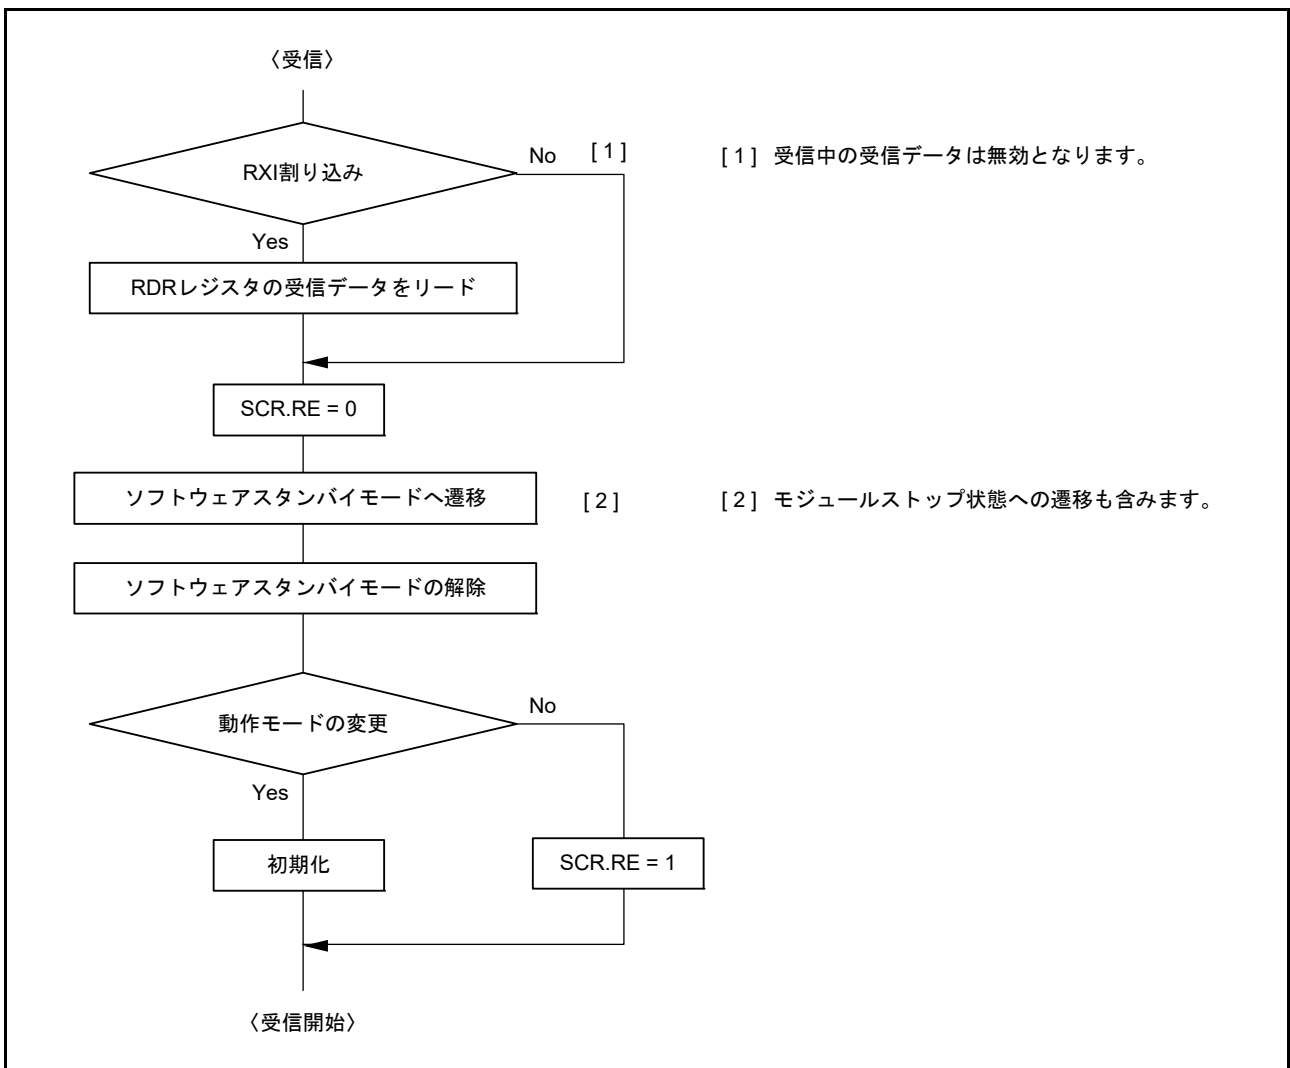 〈受信〉
RXI割り込み
No
[ 1 ]
[ 1 ] 受信中の受信データは無効となります。
Yes
RDRレジスタの受信データをリード
SCR.RE = 0
ソフトウェアスタンバイモードへ遷移
[ 2 ]
[ 2 ] モジュールストップ状態への遷移も含みます。
ソフトウェアスタンバイモードの解除
動作モードの変更
No
Yes
初期化
SCR.RE = 1
〈受信開始〉